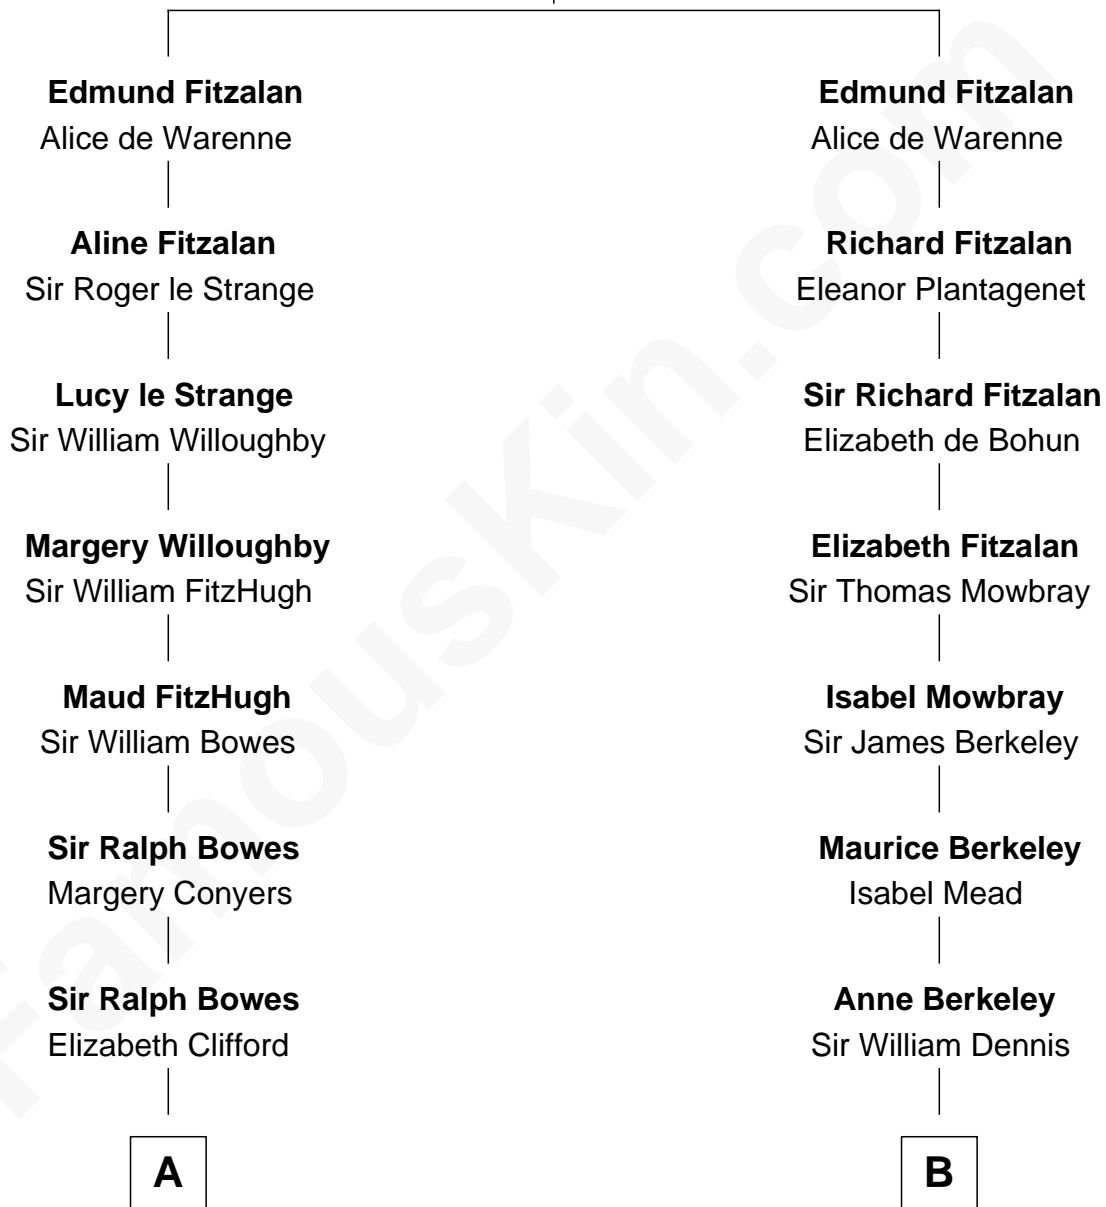 Edmund Fitzalan
Alice de Warenne
Aline Fitzalan
Sir Roger le Strange
Lucy le Strange
Sir William Willoughby
Margery Willoughby
Sir William FitzHugh
Maud FitzHugh
Sir William Bowes
Sir Ralph Bowes
Margery Conyers
Sir Ralph Bowes
Elizabeth Clifford
A
Edmund Fitzalan
Alice de Warenne
Richard Fitzalan
Eleanor Plantagenet
Sir Richard Fitzalan
Elizabeth de Bohun
Elizabeth Fitzalan
Sir Thomas Mowbray
Isabel Mowbray
Sir James Berkeley
Maurice Berkeley
Isabel Mead
Anne Berkeley
Sir William Dennis
B
FamousKin.com